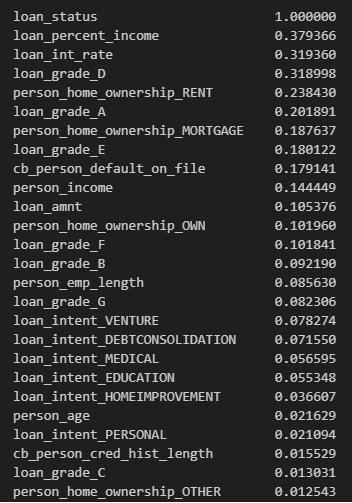 loan_status 1.000000
loan_percent_income 0.379366
loan_int_rate 0.319360
loan_grade_D 0.318998
person_home_ownership_RENT 0.238430
loan_grade_A 0.201891
person_home_ownership_MORTGAGE 0.187637
loan_grade_E 0.180122
cb_person_default_on_file 0.179141
person_income 0.144449
loan_amnt 0.105376
person_home_ownership_OWN 0.101960
loan_grade_F 0.101841
loan_grade_B 0.092190
person_emp_length 0.085630
loan_grade_G 0.082306
loan_intent_VENTURE 0.078274
loan_intent_DEBTCONSOLIDATION 0.071550
loan_intent_MEDICAL 0.056595
loan_intent_EDUCATION 0.055348
loan_intent_HOMEIMPROVEMENT 0.036607
person_age 0.021629
loan_intent_PERSONAL 0.021094
cb_person_cred_hist_length 0.015529
loan_grade_C 0.013031
person_home_ownership_OTHER 0.012543